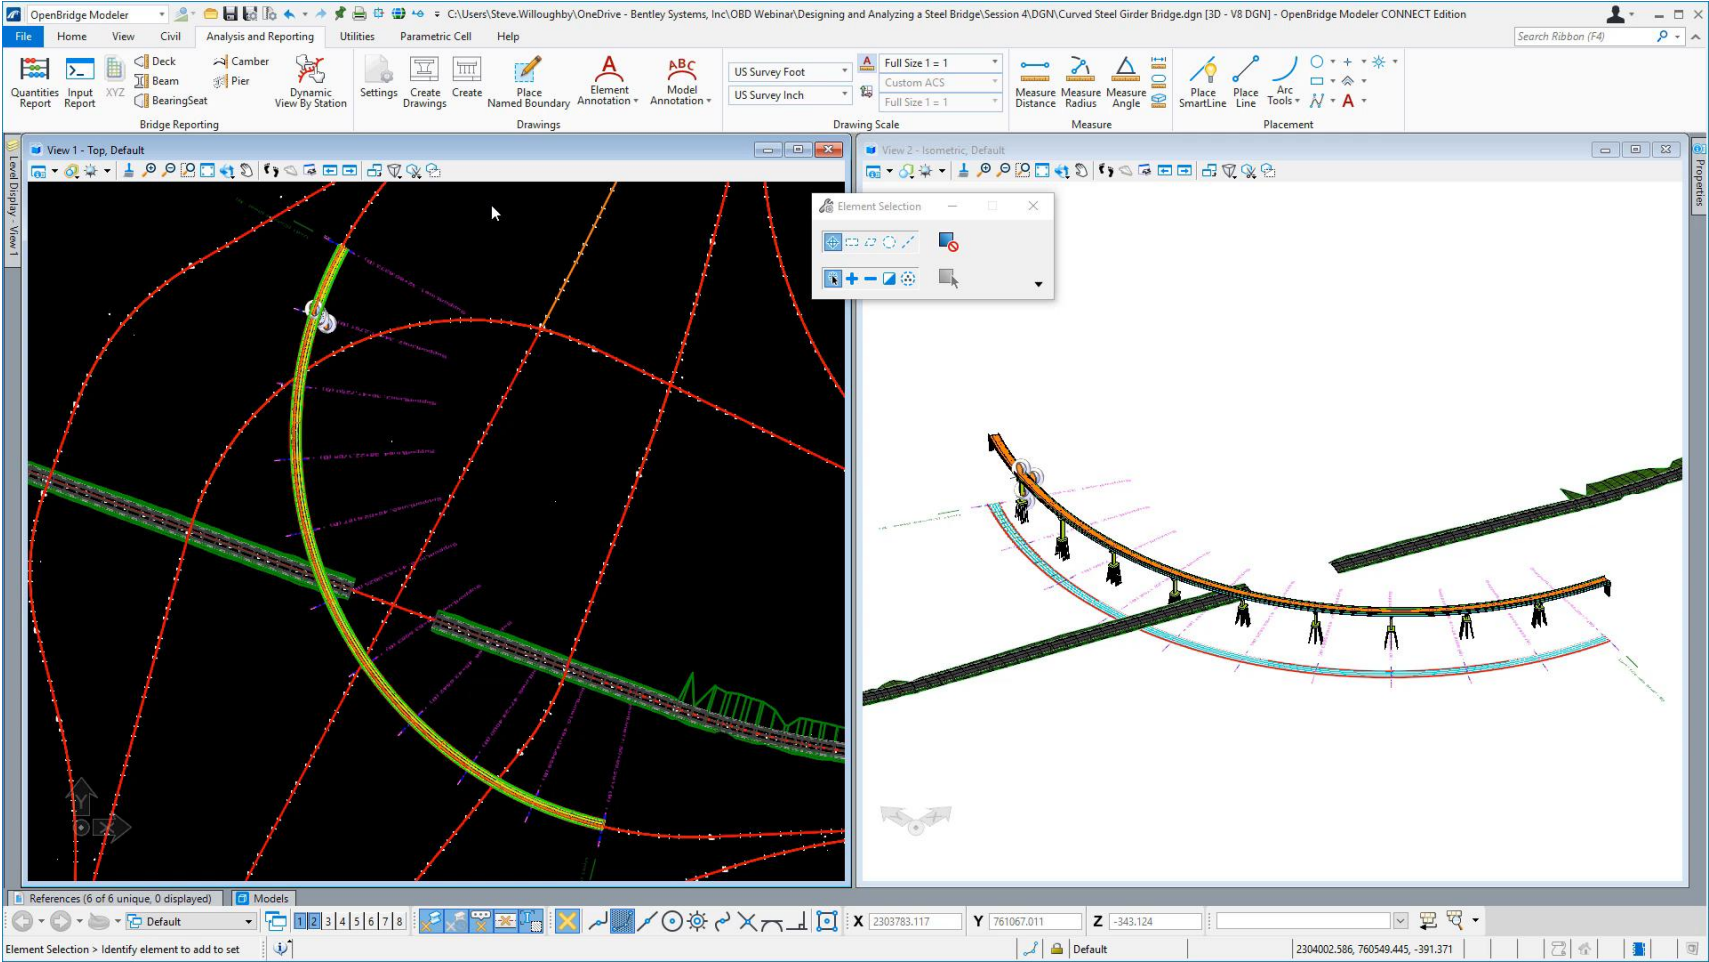 OpenBridge Modeler
C:\Users\Steve.Willoughby\OneDrive - Bentley Systems, Inc\OBD Webinar\Designing and Analyzing a Steel Bridge\Session 4\DGN\Curved Steel Girder Bridge.dgn [3D - V8 DGN] - OpenBridge Modeler CONNECT Edition
File Home View Civil Analysis and Reporting Utilities Parametric Cell Help
Search Ribbon (F4)
Quantities Report
Input Report
XYZ
Deck
Beam
BearingSeat
Camber
Pier
Dynamic View By Station
Bridge Reporting
Settings
Create Drawings
Create
Place Named Boundary
Element Annotation
ABC
Model Annotation
Drawings
US Survey Foot
US Survey Inch
Full Size 1 = 1
Custom ACS
Full Size 1 = 1
Drawing Scale
Measure Distance
Measure Radius
Measure Angle
Measure
Place SmartLine
Place Line
Arc Tools
Placement
Level Display - View 1
View 1 - Top, Default
View 2 - Isometric, Default
Properties
Element Selection
Y
X
References (6 of 6 unique, 0 displayed)
Models
Default
1 2 3 4 5 6 7 8
X 2303783.117
Y 761067.011
Z -343.124
Element Selection > Identify element to add to set
Default
2304002.586, 760549.445, -391.371